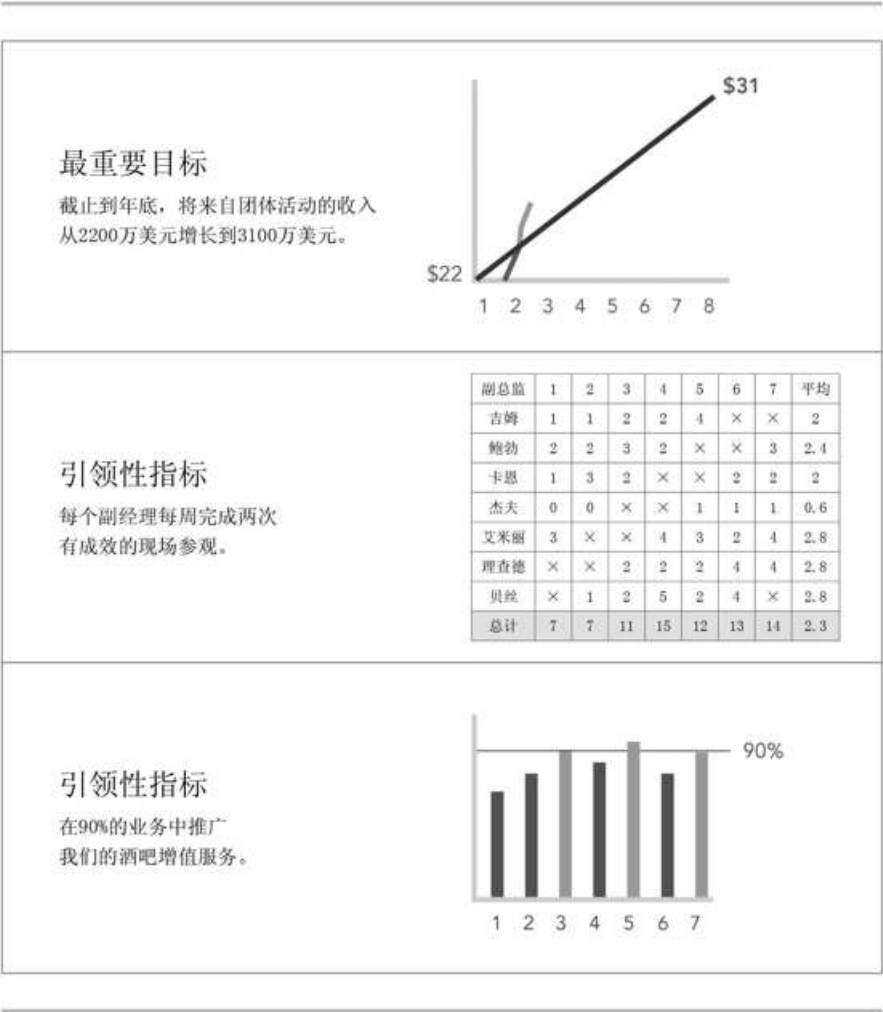 最重要目标
截止到年底，将来自团体活动的收入
从2200万美元增长到3100万美元。
$31
$22
1 2 3 4 5 6 7 8
引领性指标
每个副经理每周完成两次
有成效的现场参观。
副总监 1 2 3 4 5 6 7 平均
吉姆 1 1 2 2 4 × × 2
鲍勃 2 2 3 2 × × 3 2.4
卡恩 1 3 2 × × 2 2 2
杰夫 0 0 × × 1 1 1 0.6
艾米丽 3 × × 4 3 2 4 2.8
理查德 × × 2 2 2 4 4 2.8
贝丝 × 1 2 5 2 4 × 2.8
总计 7 7 11 15 12 13 14 2.3
引领性指标
在90%的业务中推广
我们的酒吧增值服务。
90%
1 2 3 4 5 6 7